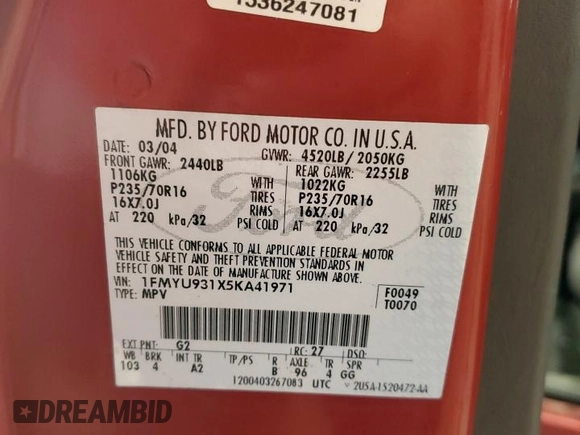 1536247081
MFD. BY FORD MOTOR CO. IN U.S.A.
DATE: 03/04 GVWR: 4520LB/ 2050KG
FRONT GAWR: 2440LB REAR GAWR: 2255LB
1106KG WITH 1022KG WITH
P235/70R16 TIRES P235/70R16 TIRES
16X7.0J RIMS 16X7.0J RIMS
AT 220 kPa/32 PSI COLD AT 220 kPa/32 PSI COLD
Ford
THIS VEHICLE CONFORMS TO ALL APPLICABLE FEDERAL MOTOR
VEHICLE SAFETY AND THEFT PREVENTION STANDARDS IN
EFFECT ON THE DATE OF MANUFACTURE SHOWN ABOVE.
VIN: 1FMYU931X5KA41971 F0049
TYPE: MPV T0070
EXT PNT: G2 RC: 27 DSO:
WB BRK INT TR TP/PS R AXLE TR SPR
103 4 A2 B 96 4 GG
1200403267083 UTC 2U5A-1520472-AA
DREAMBID